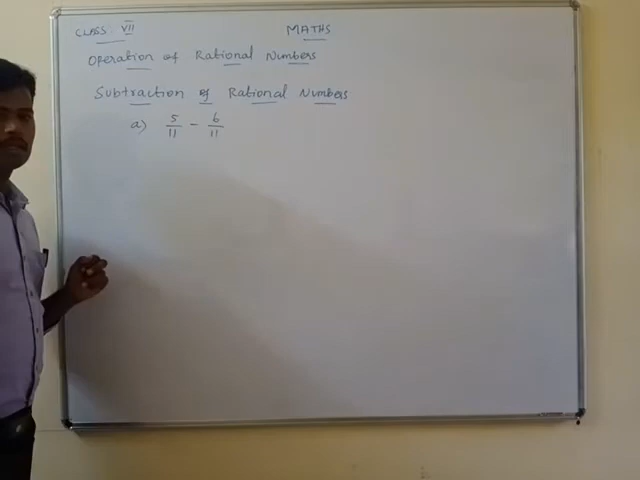 CLASS: VII
MATHS
Operation of Rational Numbers
Subtraction of Rational Numbers
a) 5/11 - 6/11